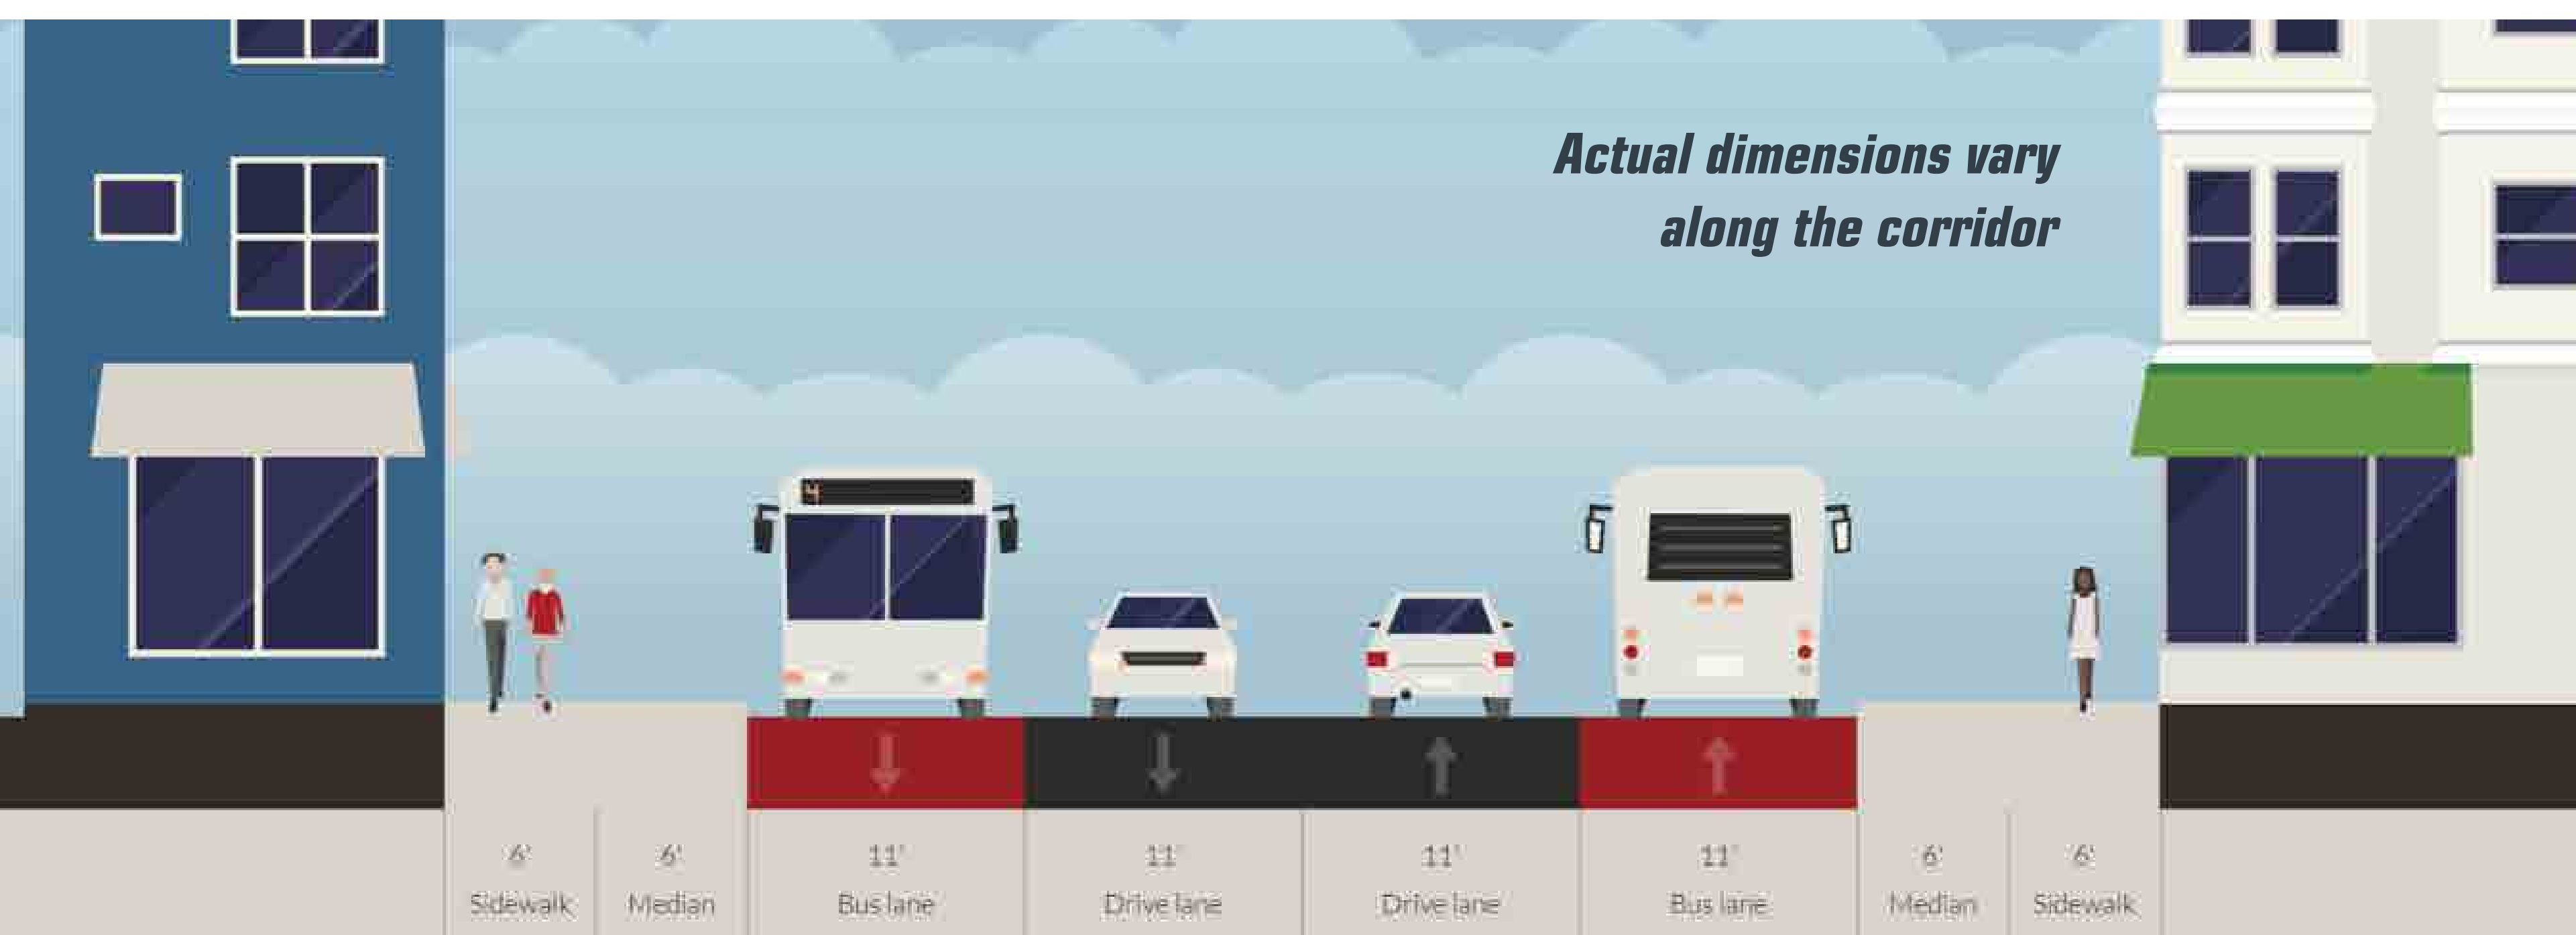 Actual dimensions vary
along the corridor
4
6' 6' 11' 11' 11' 11' 6' 6'
Sidewalk Median Bus lane Drive lane Drive lane Bus lane Median Sidewalk